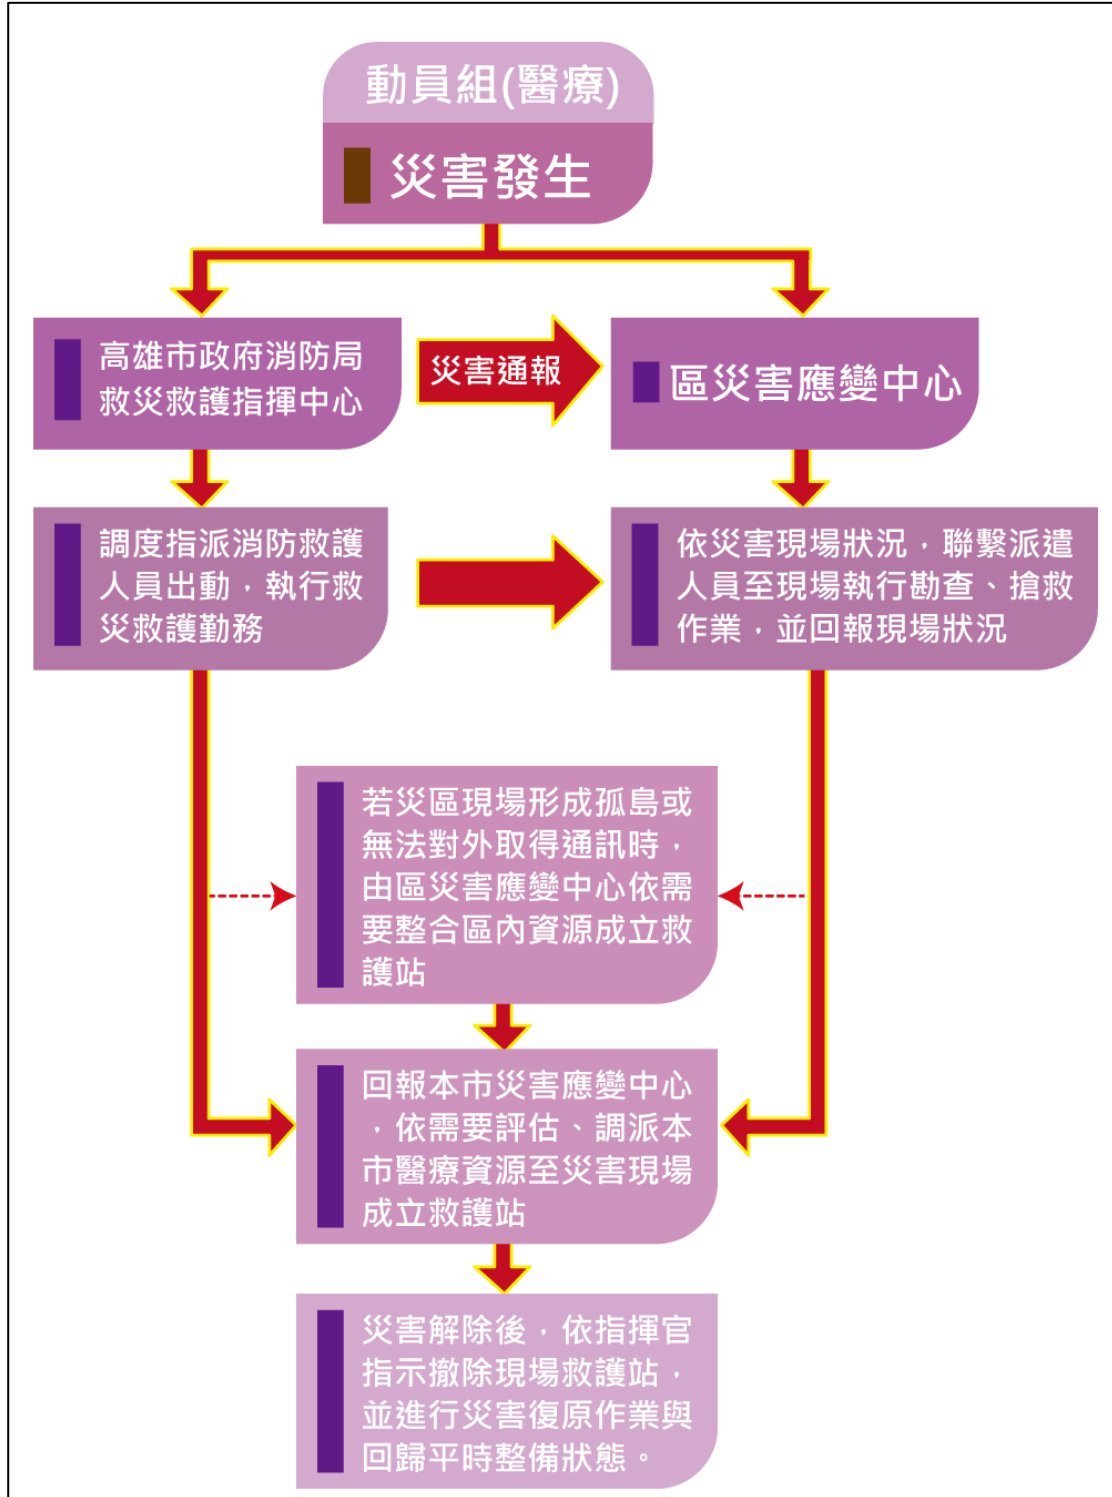 動員組(醫療)
災害發生
高雄市政府消防局
救災救護指揮中心
災害通報
區災害應變中心
調度指派消防救護
人員出動，執行救
災救護勤務
依災害現場狀況，聯繫派遣
人員至現場執行勘查、搶救
作業，並回報現場狀況
若災區現場形成孤島或
無法對外取得通訊時，
由區災害應變中心依需
要整合區內資源成立救
護站
回報本市災害應變中心
，依需要評估、調派本
市醫療資源至災害現場
成立救護站
災害解除後，依指揮官
指示撤除現場救護站，
並進行災害復原作業與
回歸平時整備狀態。